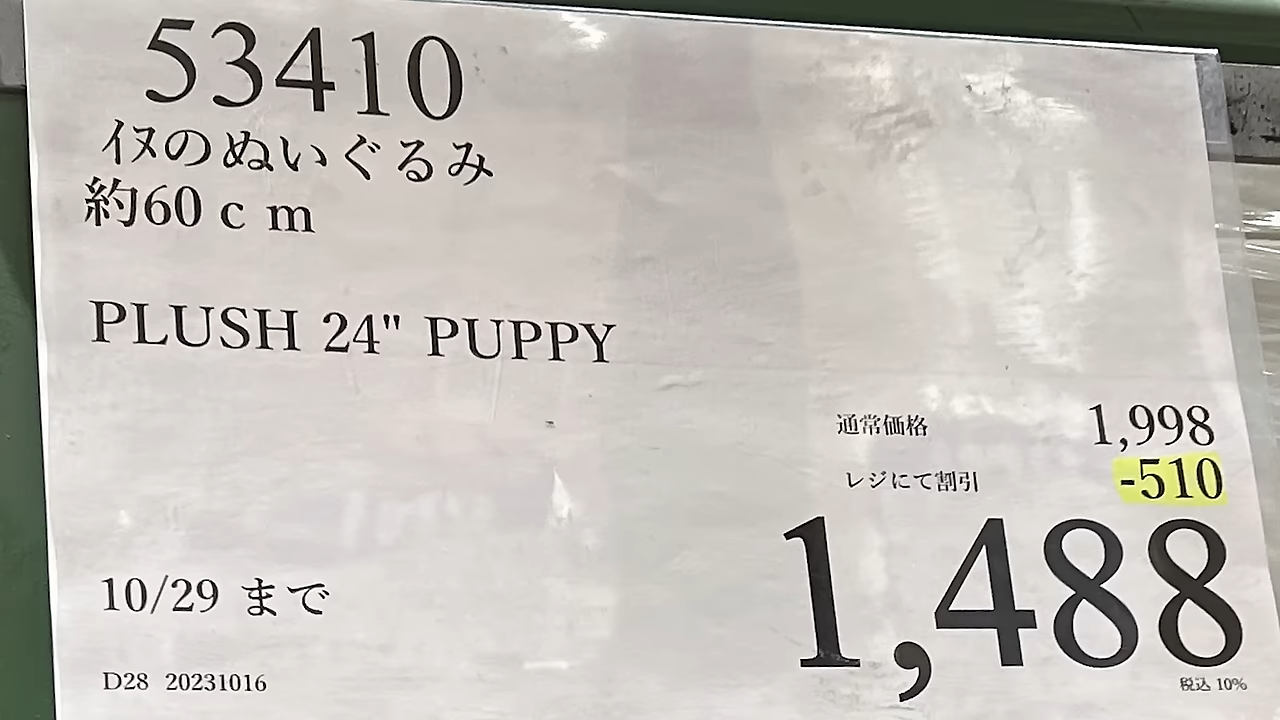 53410
ｲﾇのぬいぐるみ
約60ｃｍ
PLUSH 24" PUPPY
通常価格 1,998
レジにて割引 -510
1,488
税込 10%
10/29 まで
D28 20231016